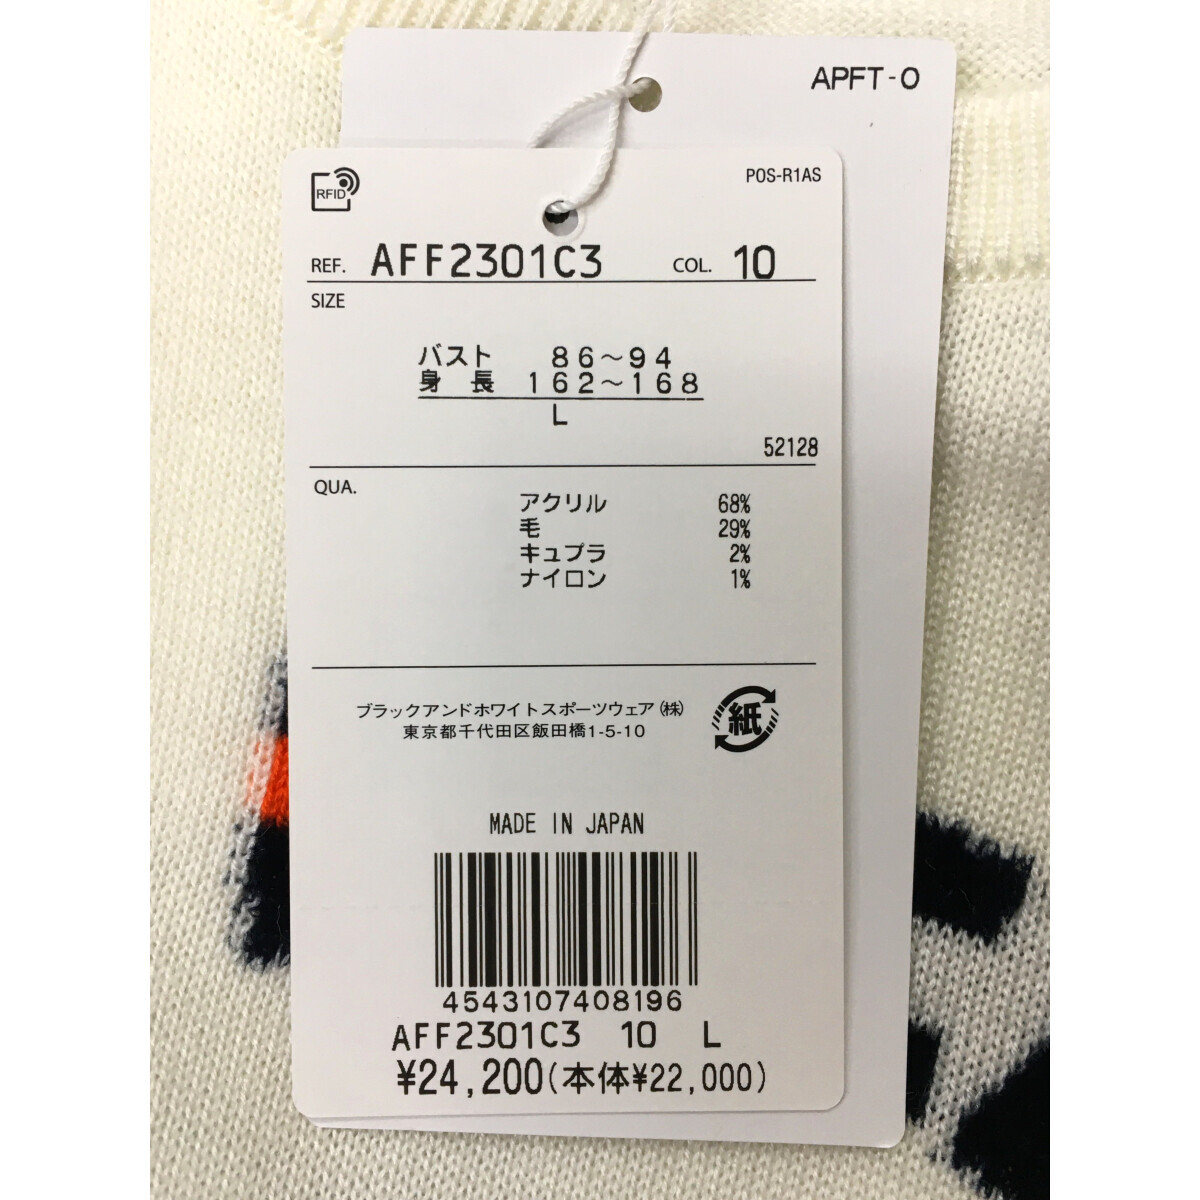 APFT-O
RFID
POS-R1AS
REF. AFF2301C3 COL. 10
SIZE
バスト 86～94
身長 162～168
L
52128
QUA.
アクリル 68%
毛 29%
キュプラ 2%
ナイロン 1%
ブラックアンドホワイトスポーツウェア(株)
東京都千代田区飯田橋1-5-10
紙
MADE IN JAPAN
4543107408196
AFF2301C3 10 L
¥24,200(本体¥22,000)